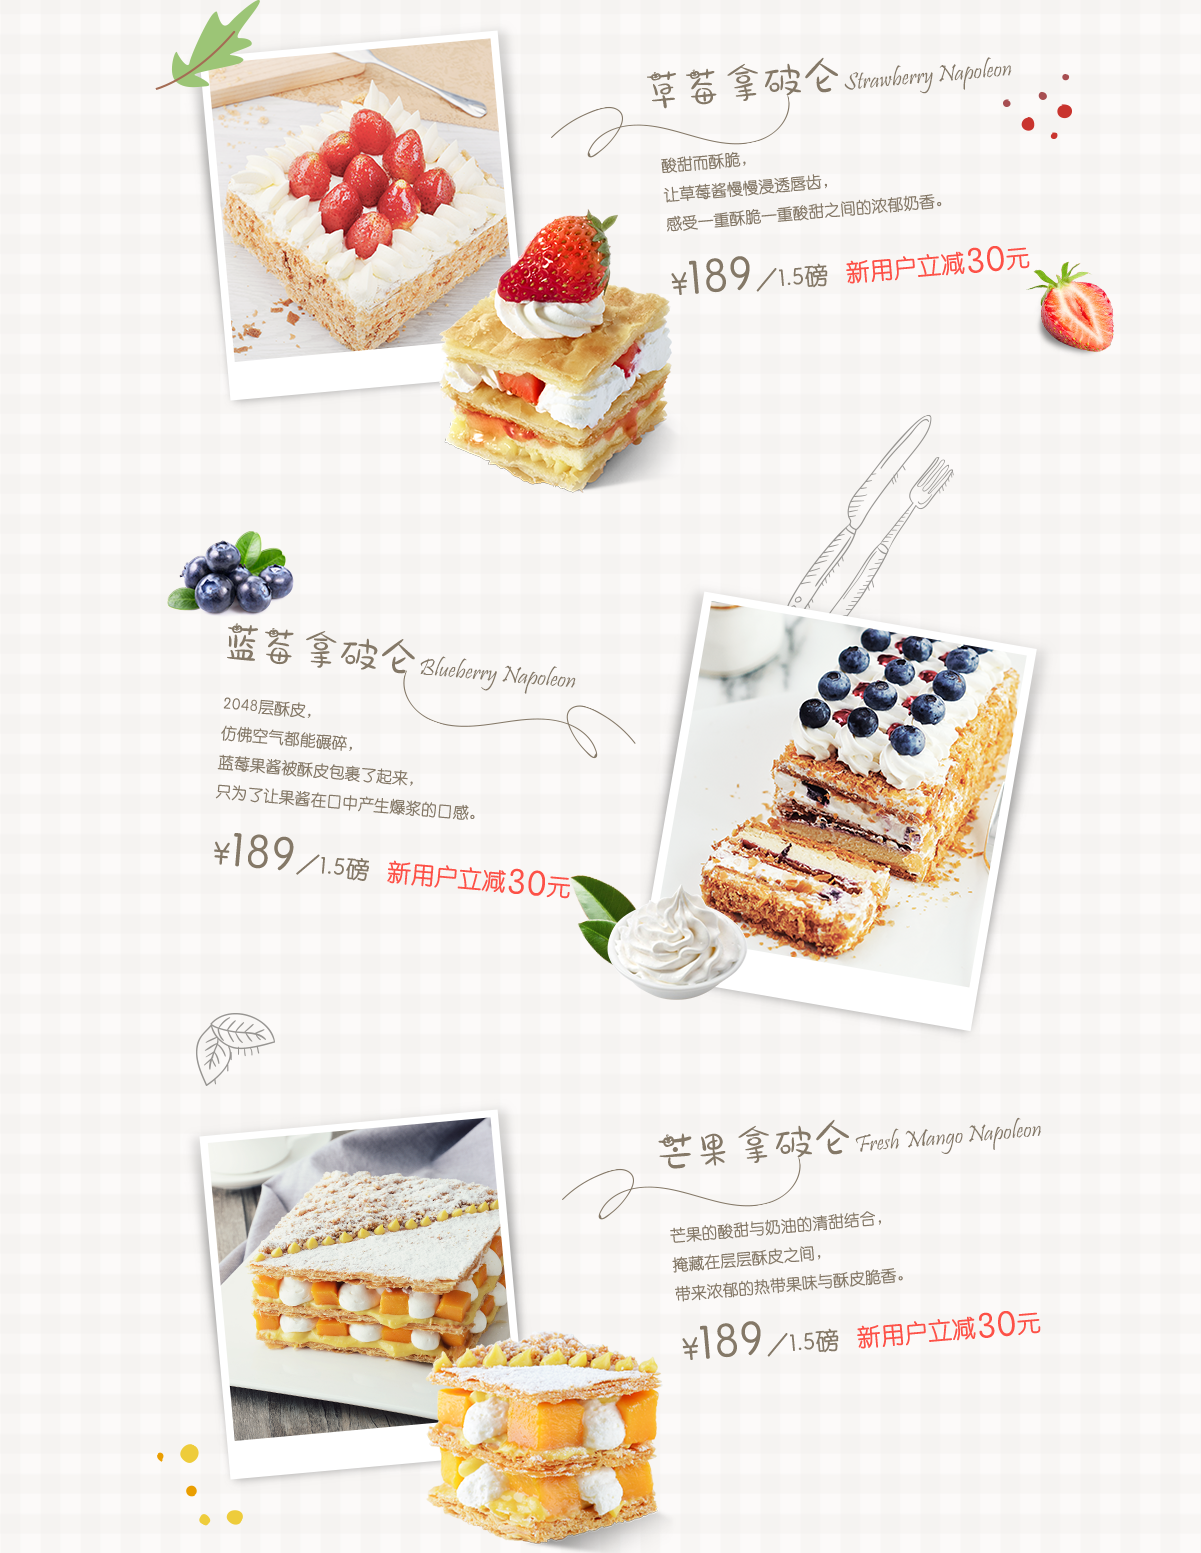 草莓 拿破仑 Strawberry Napoleon
酸甜而酥脆，
让草莓酱慢慢浸透唇齿，
感受一重酥脆一重酸甜之间的浓郁奶香。
¥189/1.5磅 新用户立减30元
蓝莓 拿破仑 Blueberry Napoleon
2048层酥皮，
仿佛空气都能碾碎，
蓝莓果酱被酥皮包裹了起来，
只为了让果酱在口中产生爆浆的口感。
¥189/1.5磅 新用户立减30元
芒果 拿破仑 Fresh Mango Napoleon
芒果的酸甜与奶油的清甜结合，
掩藏在层层酥皮之间，
带来浓郁的热带果味与酥皮脆香。
¥189/1.5磅 新用户立减30元